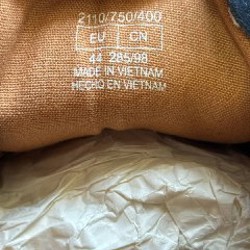 2110/750/400
EU CN
44 285/98
MADE IN VIETNAM
HECHO EN VIETNAM